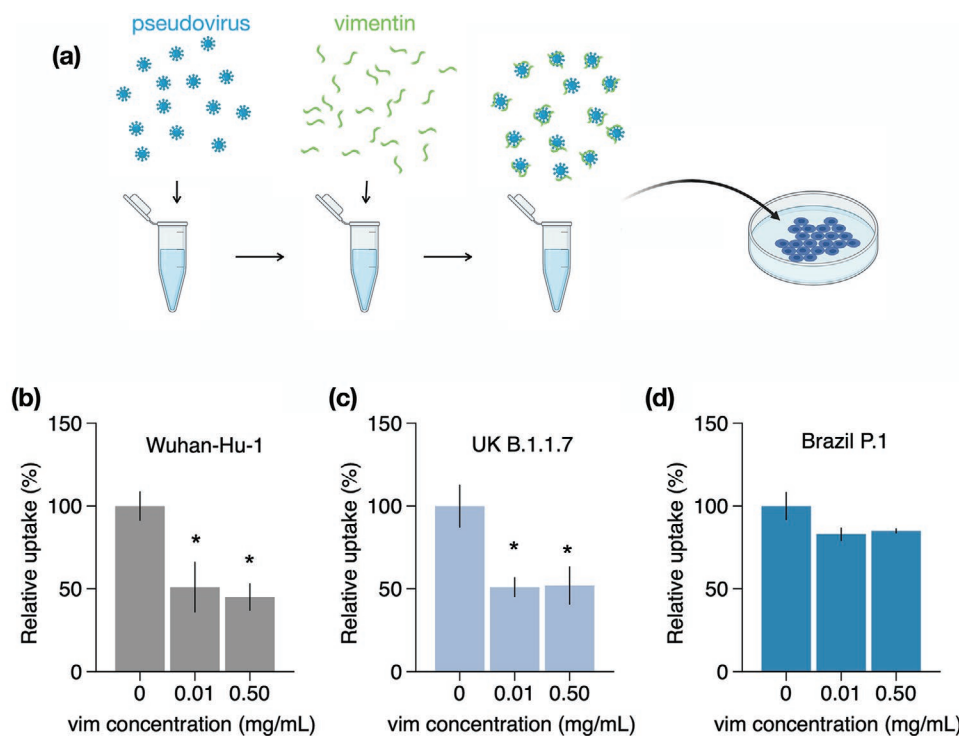 pseudovirus
vimentin
(a)
(b)
150
100
50
0
Relative uptake (%)
Wuhan-Hu-1
*
*
0 0.01 0.50
vim concentration (mg/mL)
(c)
150
100
50
0
Relative uptake (%)
UK B.1.1.7
*
*
0 0.01 0.50
vim concentration (mg/mL)
(d)
150
100
50
0
Relative uptake (%)
Brazil P.1
0 0.01 0.50
vim concentration (mg/mL)